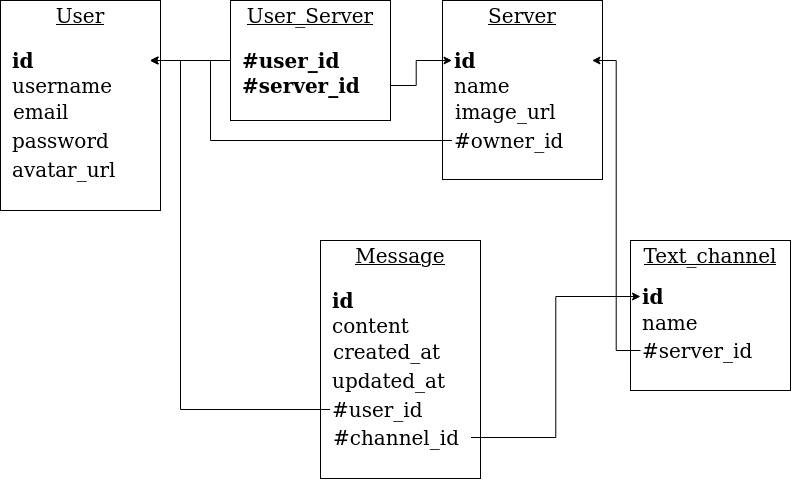 User
id
username
email
password
avatar_url
User_Server
#user_id
#server_id
Server
id
name
image_url
#owner_id
Message
id
content
created_at
updated_at
#user_id
#channel_id
Text_channel
id
name
#server_id